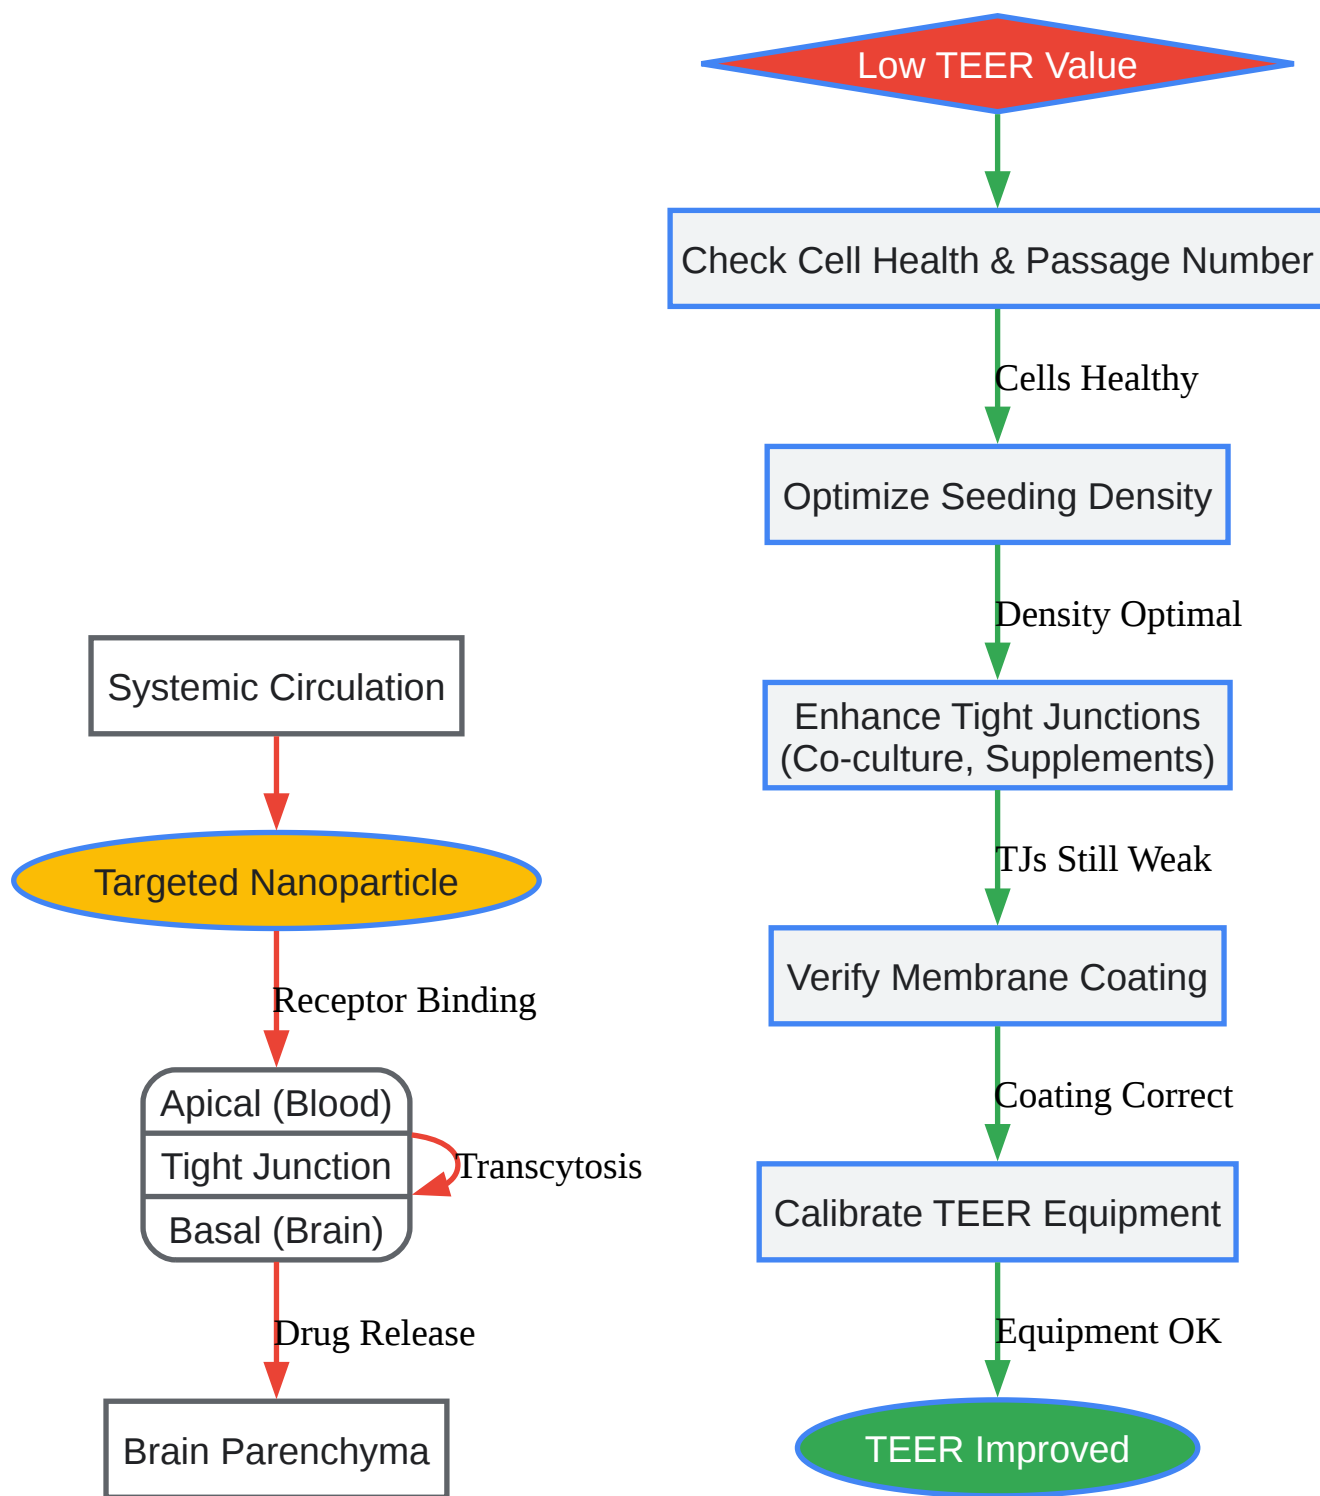 Low TEER Value
Check Cell Health & Passage Number
Cells Healthy
Optimize Seeding Density
Density Optimal
Enhance Tight Junctions
(Co-culture, Supplements)
TJs Still Weak
Verify Membrane Coating
Coating Correct
Calibrate TEER Equipment
Equipment OK
TEER Improved
Systemic Circulation
Targeted Nanoparticle
Receptor Binding
Apical (Blood)
Tight Junction
Transcytosis
Basal (Brain)
Drug Release
Brain Parenchyma